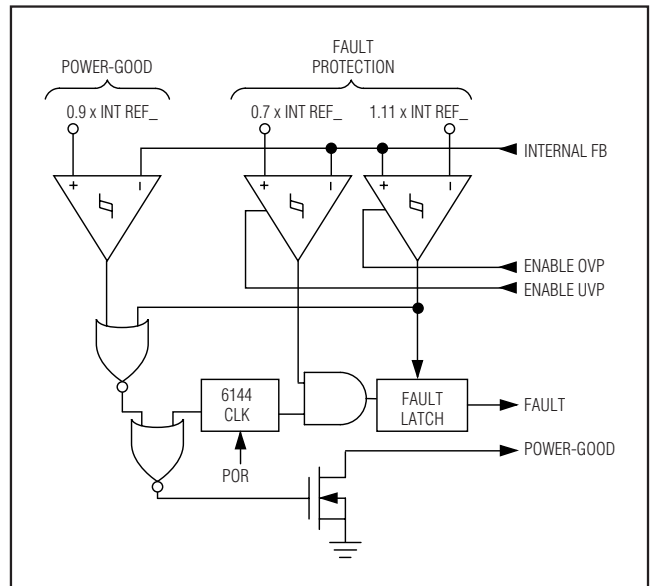 POWER-GOOD
FAULT
PROTECTION
0.9 x INT REF_
0.7 x INT REF_
1.11 x INT REF_
INTERNAL FB
+
–
+
–
+
–
ENABLE OVP
ENABLE UVP
6144
CLK
FAULT
LATCH
FAULT
POWER-GOOD
POR